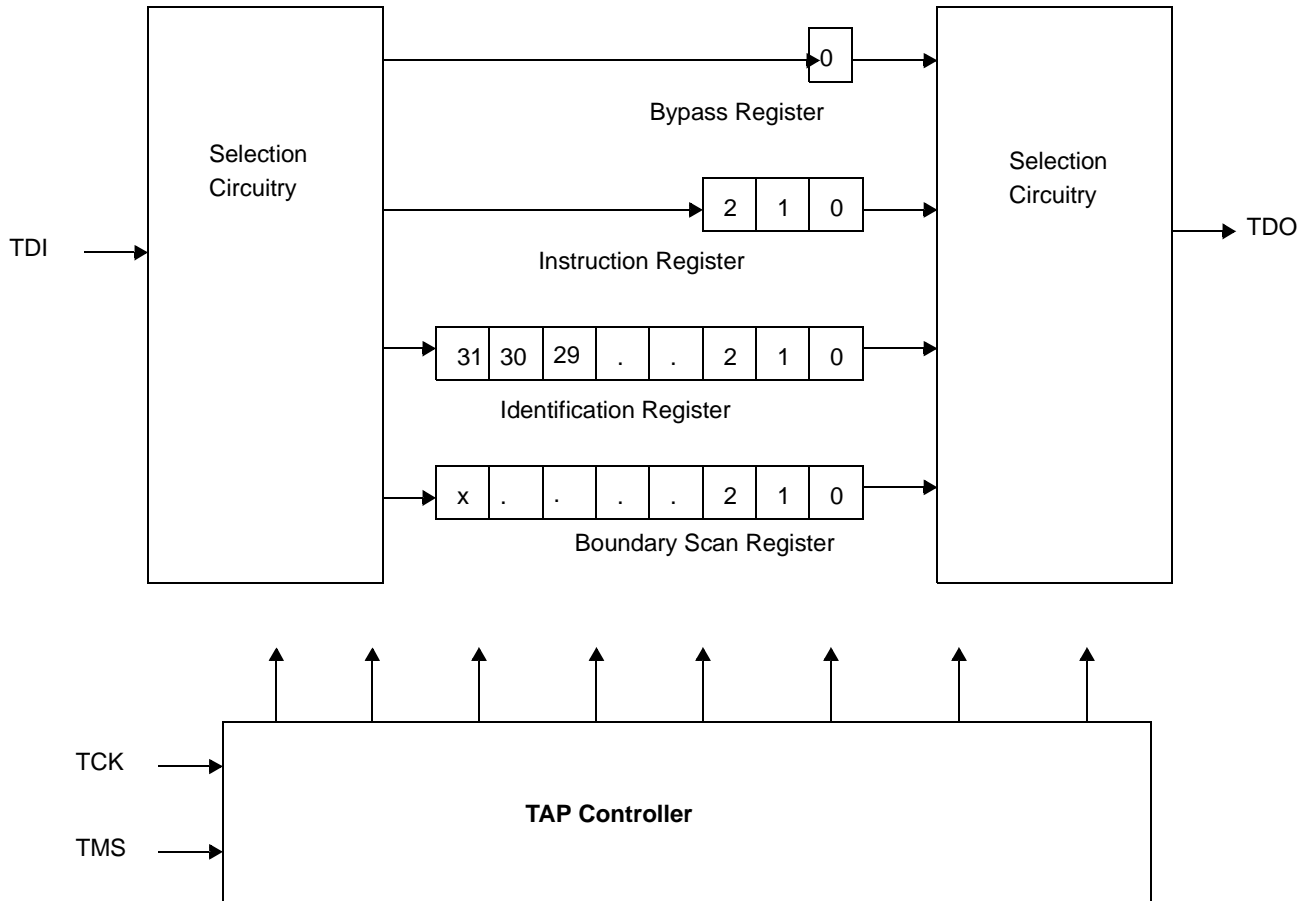 0
Bypass Register
Selection
Circuitry
Selection
Circuitry
2 1 0
TDI
TDO
Instruction Register
31 30 29 . . 2 1 0
Identification Register
x . . . . 2 1 0
Boundary Scan Register
TCK
TAP Controller
TMS